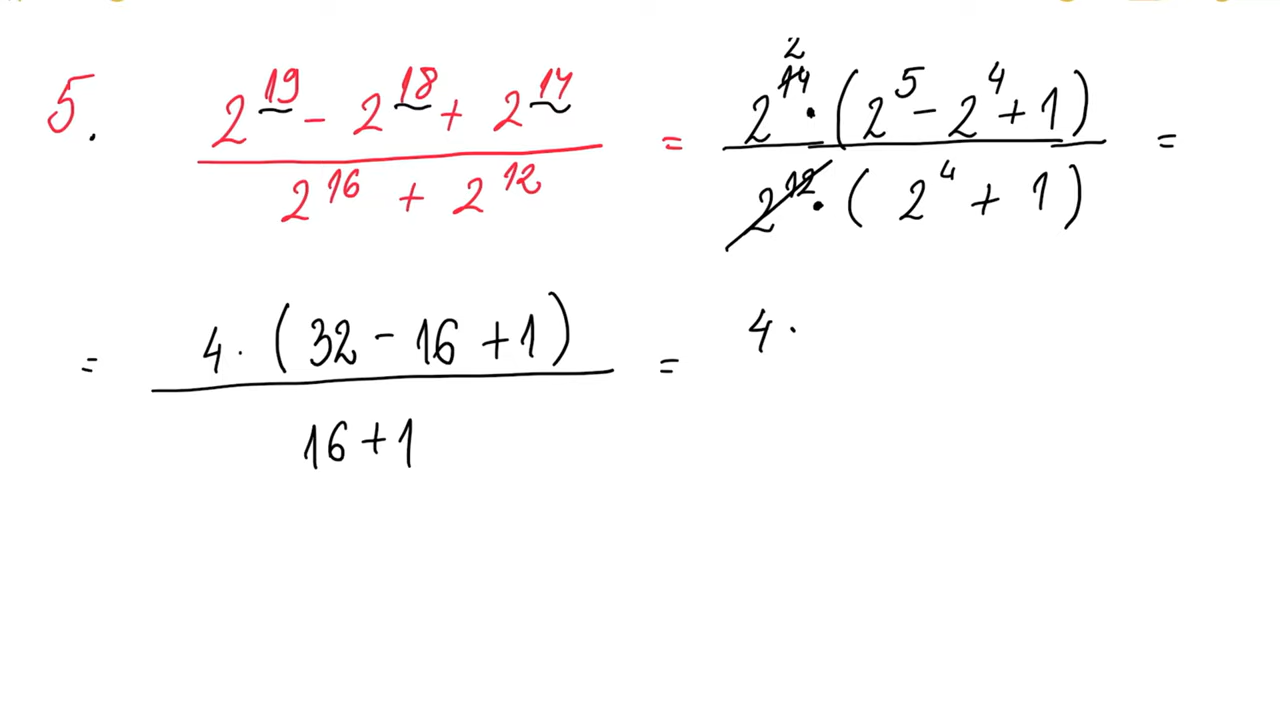 5. (2^19 - 2^18 + 2^14) / (2^16 + 2^12) = (2^14 2 · (2^5 - 2^4 + 1)) / (2^12 · (2^4 + 1)) =
= (4 · (32 - 16 + 1)) / (16 + 1) = 4 ·